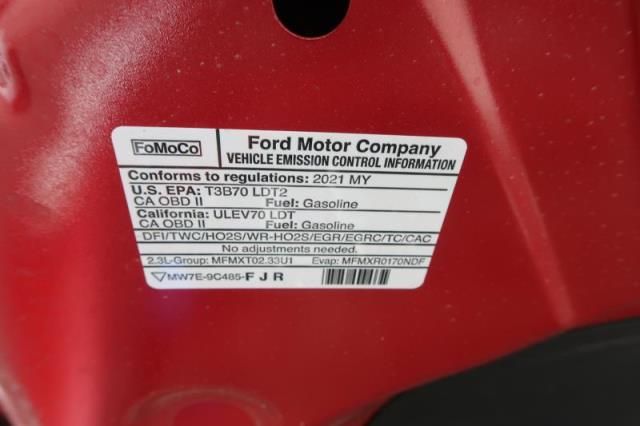 FoMoCo
Ford Motor Company
VEHICLE EMISSION CONTROL INFORMATION
Conforms to regulations: 2021 MY
U.S. EPA: T3B70 LDT2
CA OBD II Fuel: Gasoline
California: ULEV70 LDT
CA OBD II Fuel: Gasoline
DFI/TWC/HO2S/WR-HO2S/EGR/EGRC/TC/CAC
No adjustments needed.
2.3L-Group: MFMXT02.33U1 Evap: MFMXR0170NDF
MW7E-9C485-F J R